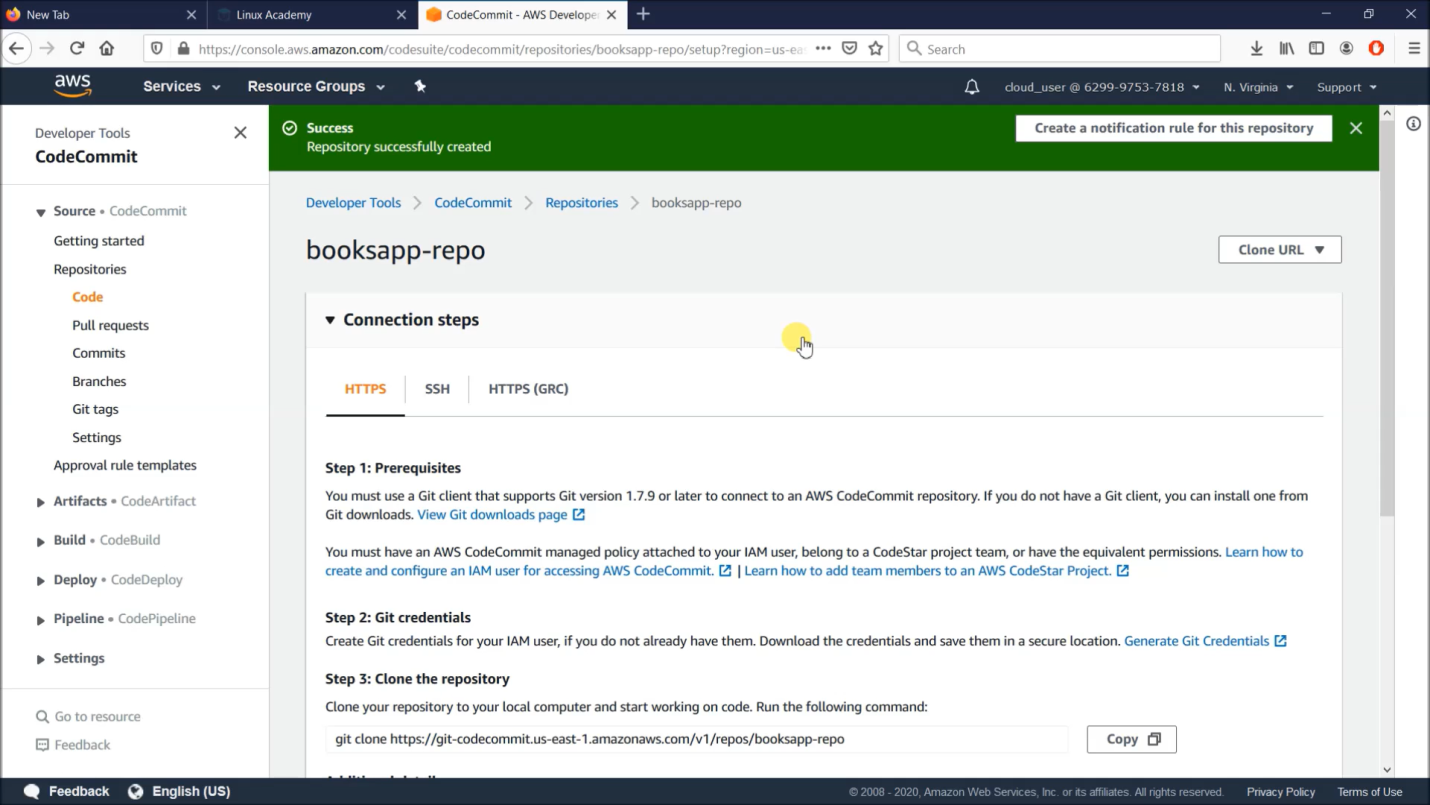 New Tab
Linux Academy
CodeCommit - AWS Developer
https://console.aws.amazon.com/codesuite/codecommit/repositories/booksapp-repo/setup?region=us-ea
Search
aws
Services
Resource Groups
cloud_user @ 6299-9753-7818
N. Virginia
Support
Developer Tools
CodeCommit
Source • CodeCommit
Getting started
Repositories
Code
Pull requests
Commits
Branches
Git tags
Settings
Approval rule templates
Artifacts • CodeArtifact
Build • CodeBuild
Deploy • CodeDeploy
Pipeline • CodePipeline
Settings
Go to resource
Feedback
Success
Repository successfully created
Create a notification rule for this repository
Developer Tools
CodeCommit
Repositories
booksapp-repo
booksapp-repo
Clone URL
Connection steps
HTTPS
SSH
HTTPS (GRC)
Step 1: Prerequisites
You must use a Git client that supports Git version 1.7.9 or later to connect to an AWS CodeCommit repository. If you do not have a Git client, you can install one from
Git downloads. View Git downloads page
You must have an AWS CodeCommit managed policy attached to your IAM user, belong to a CodeStar project team, or have the equivalent permissions. Learn how to
create and configure an IAM user for accessing AWS CodeCommit. | Learn how to add team members to an AWS CodeStar Project.
Step 2: Git credentials
Create Git credentials for your IAM user, if you do not already have them. Download the credentials and save them in a secure location. Generate Git Credentials
Step 3: Clone the repository
Clone your repository to your local computer and start working on code. Run the following command:
git clone https://git-codecommit.us-east-1.amazonaws.com/v1/repos/booksapp-repo
Copy
Feedback
English (US)
© 2008 - 2020, Amazon Web Services, Inc. or its affiliates. All rights reserved.
Privacy Policy
Terms of Use